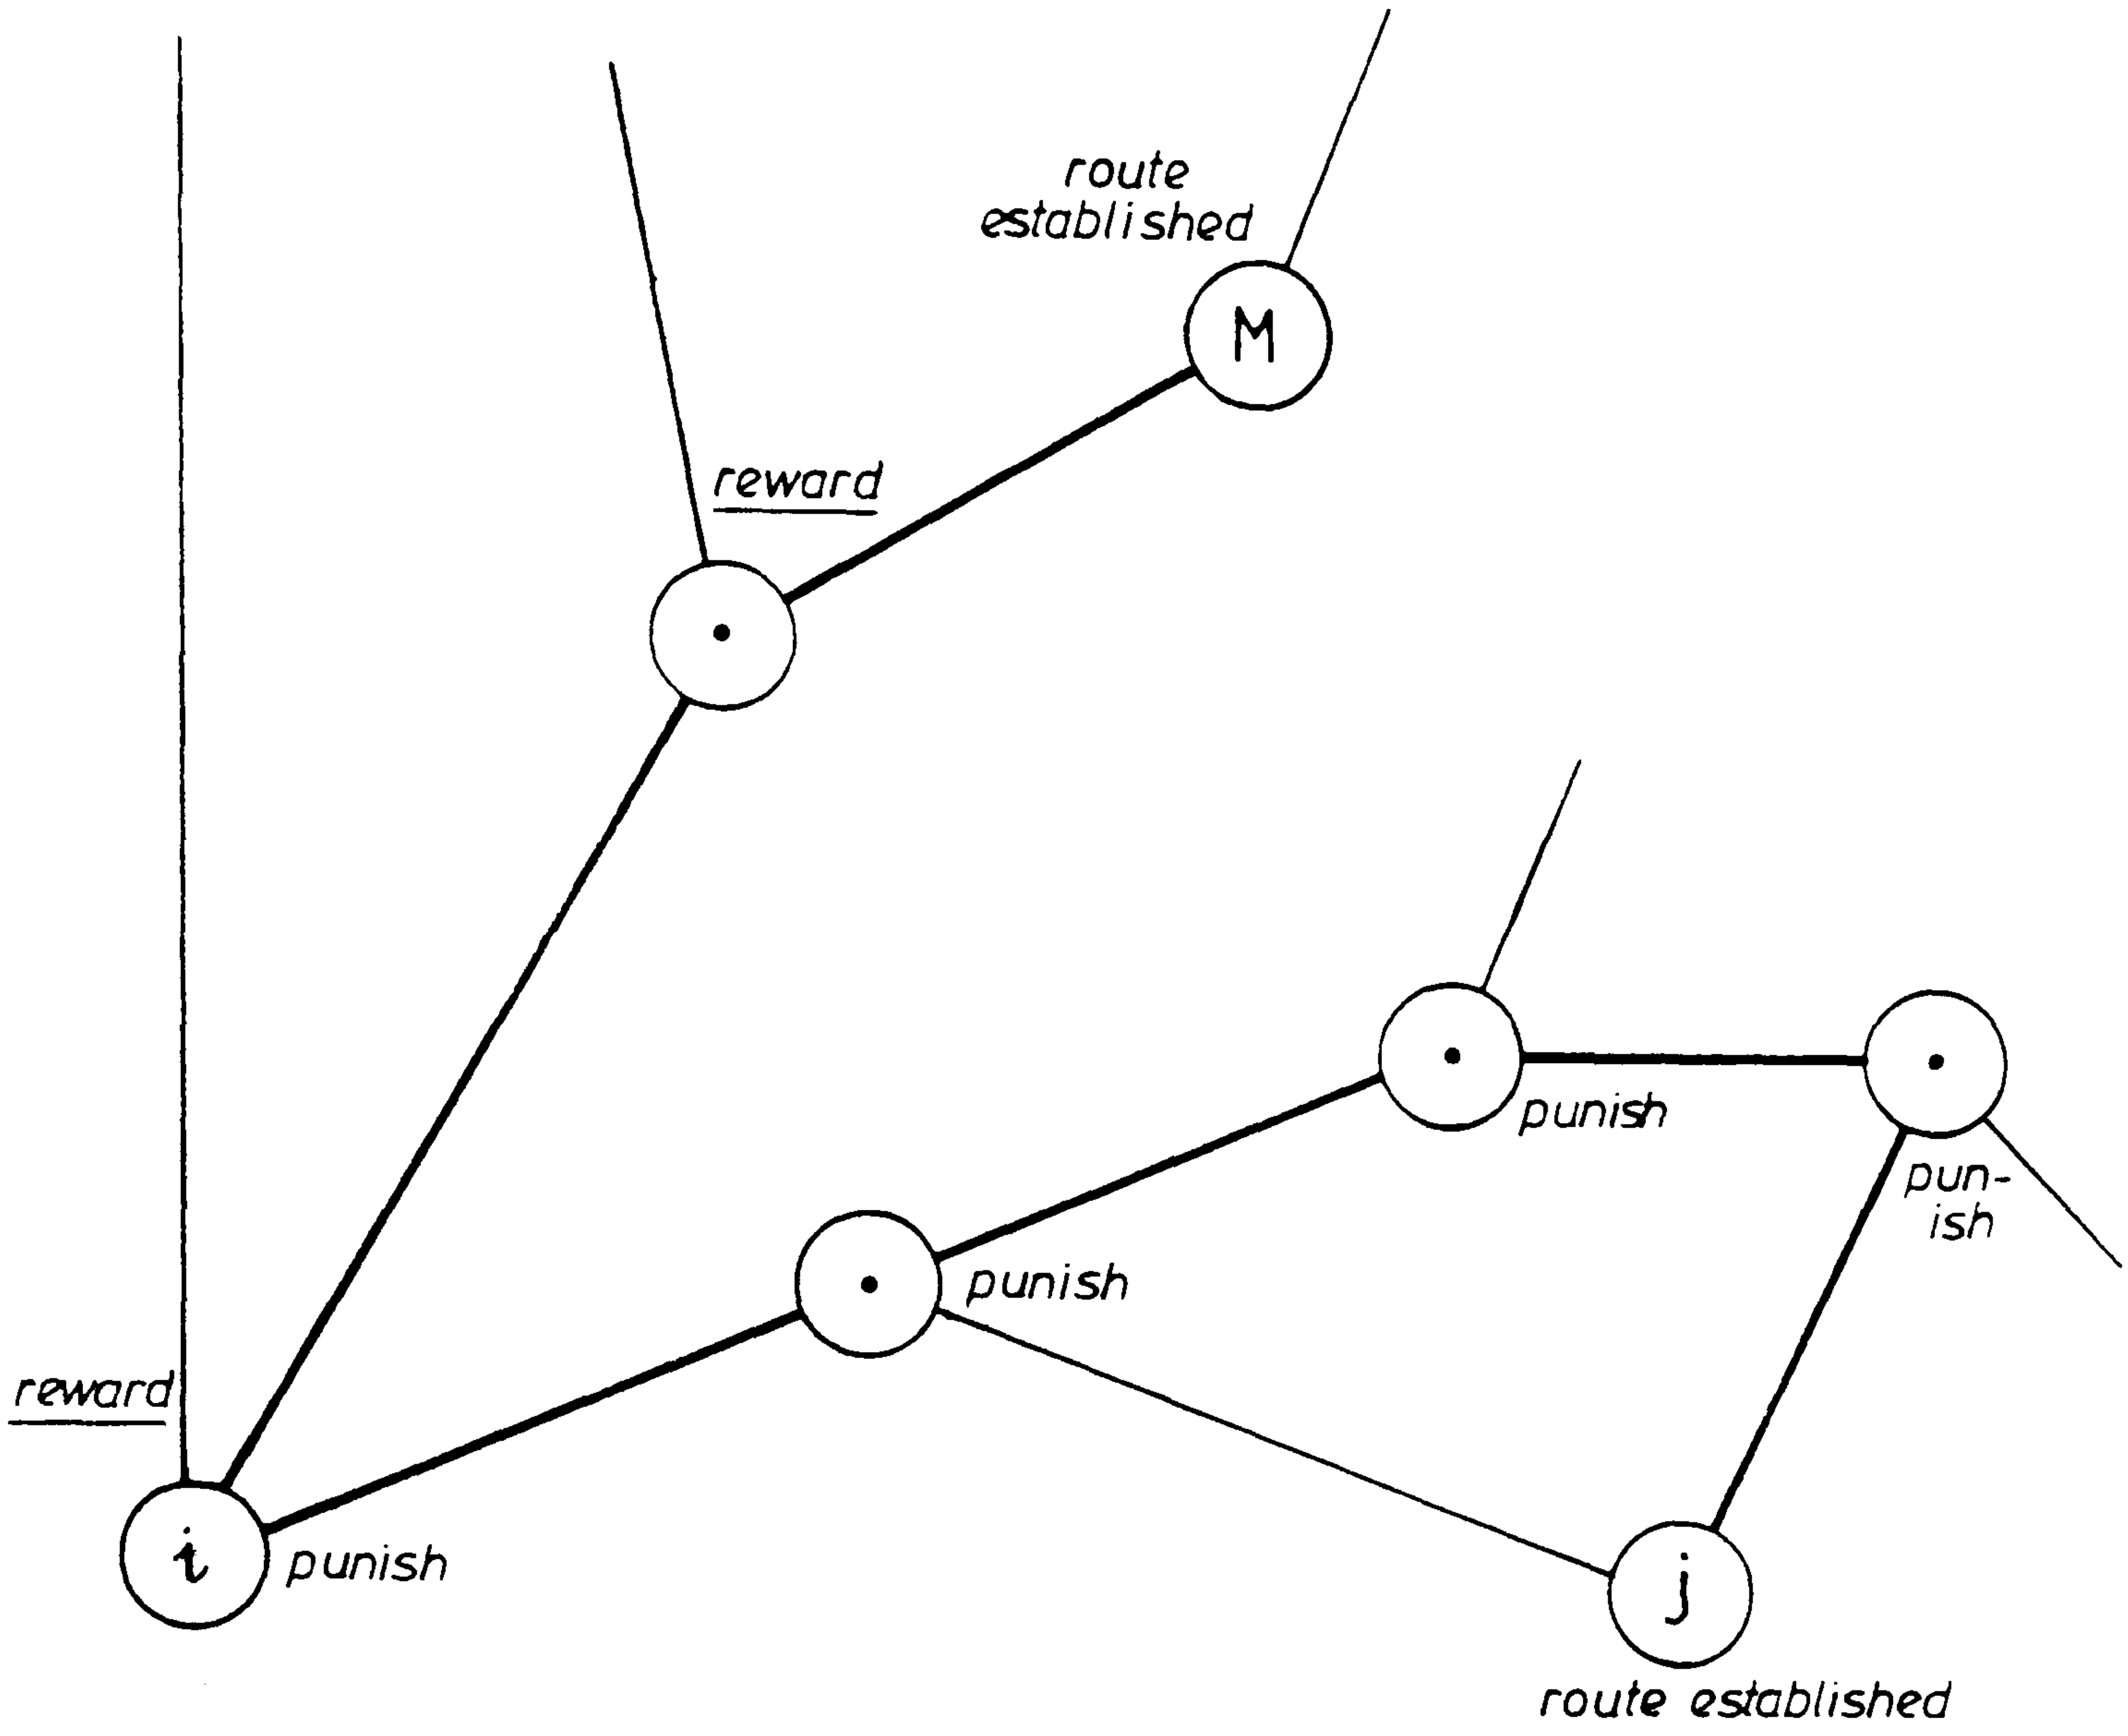 route
established
M
reward
punish
pun-
ish
punish
reward
i
punish
j
route established